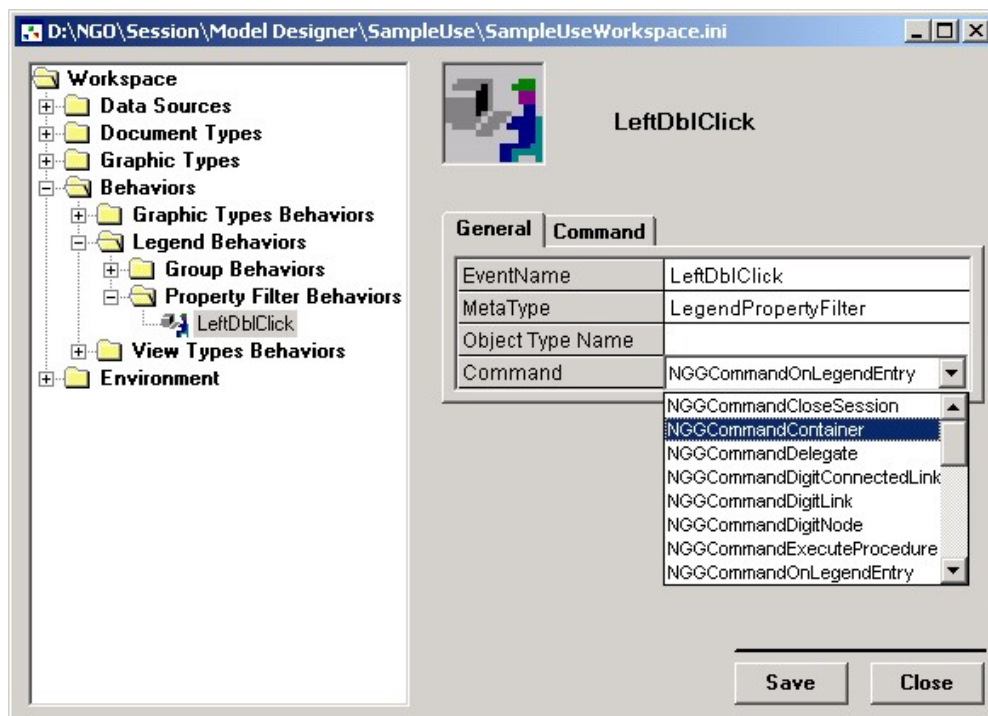 D:\NGO\Session\Model Designer\SampleUse\SampleUseWorkspace.ini
Workspace
Data Sources
Document Types
Graphic Types
Behaviors
Graphic Types Behaviors
Legend Behaviors
Group Behaviors
Property Filter Behaviors
LeftDblClick
View Types Behaviors
Environment
LeftDblClick
General Command
EventName LeftDblClick
MetaType LegendPropertyFilter
Object Type Name
Command NGGCommandOnLegendEntry
NGGCommandCloseSession
NGGCommandContainer
NGGCommandDelegate
NGGCommandDigitConnectedLink
NGGCommandDigitLink
NGGCommandDigitNode
NGGCommandExecuteProcedure
NGGCommandOnLegendEntry
Save Close